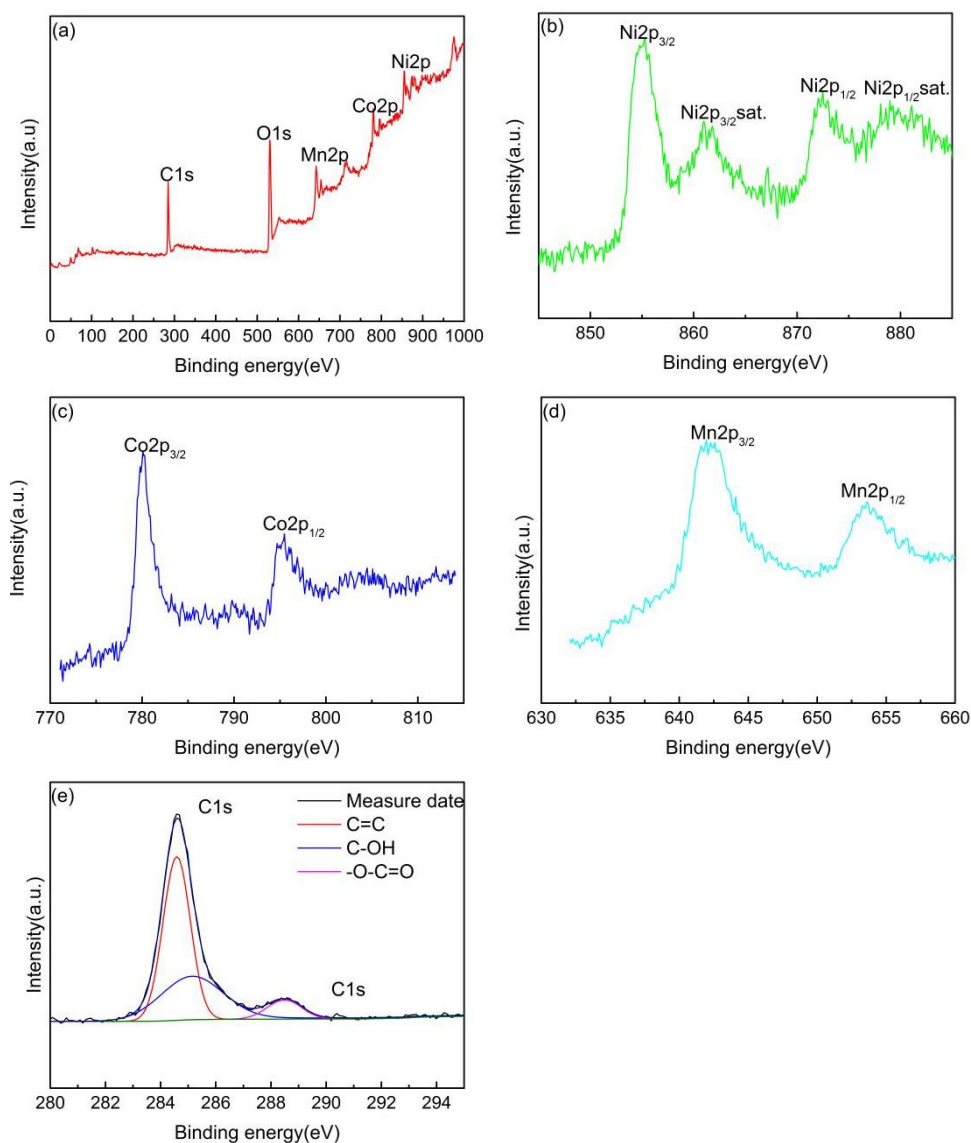 (a)
Ni2p
Co2p
O1s
Mn2p
C1s
Intensity(a.u)
0 100 200 300 400 500 600 700 800 900 1000
Binding energy(eV)
(b)
Ni2p3/2
Ni2p3/2sat.
Ni2p1/2
Ni2p1/2sat.
Intensity(a.u.)
850 860 870 880
Binding energy(eV)
(c)
Co2p3/2
Co2p1/2
Intensity(a.u.)
770 780 790 800 810
Binding energy(eV)
(d)
Mn2p3/2
Mn2p1/2
Intensity(a.u.)
630 635 640 645 650 655 660
Binding energy(eV)
(e)
C1s
Measure date
C=C
C-OH
-O-C=O
C1s
Intensity(a.u.)
280 282 284 286 288 290 292 294
Binding energy(eV)